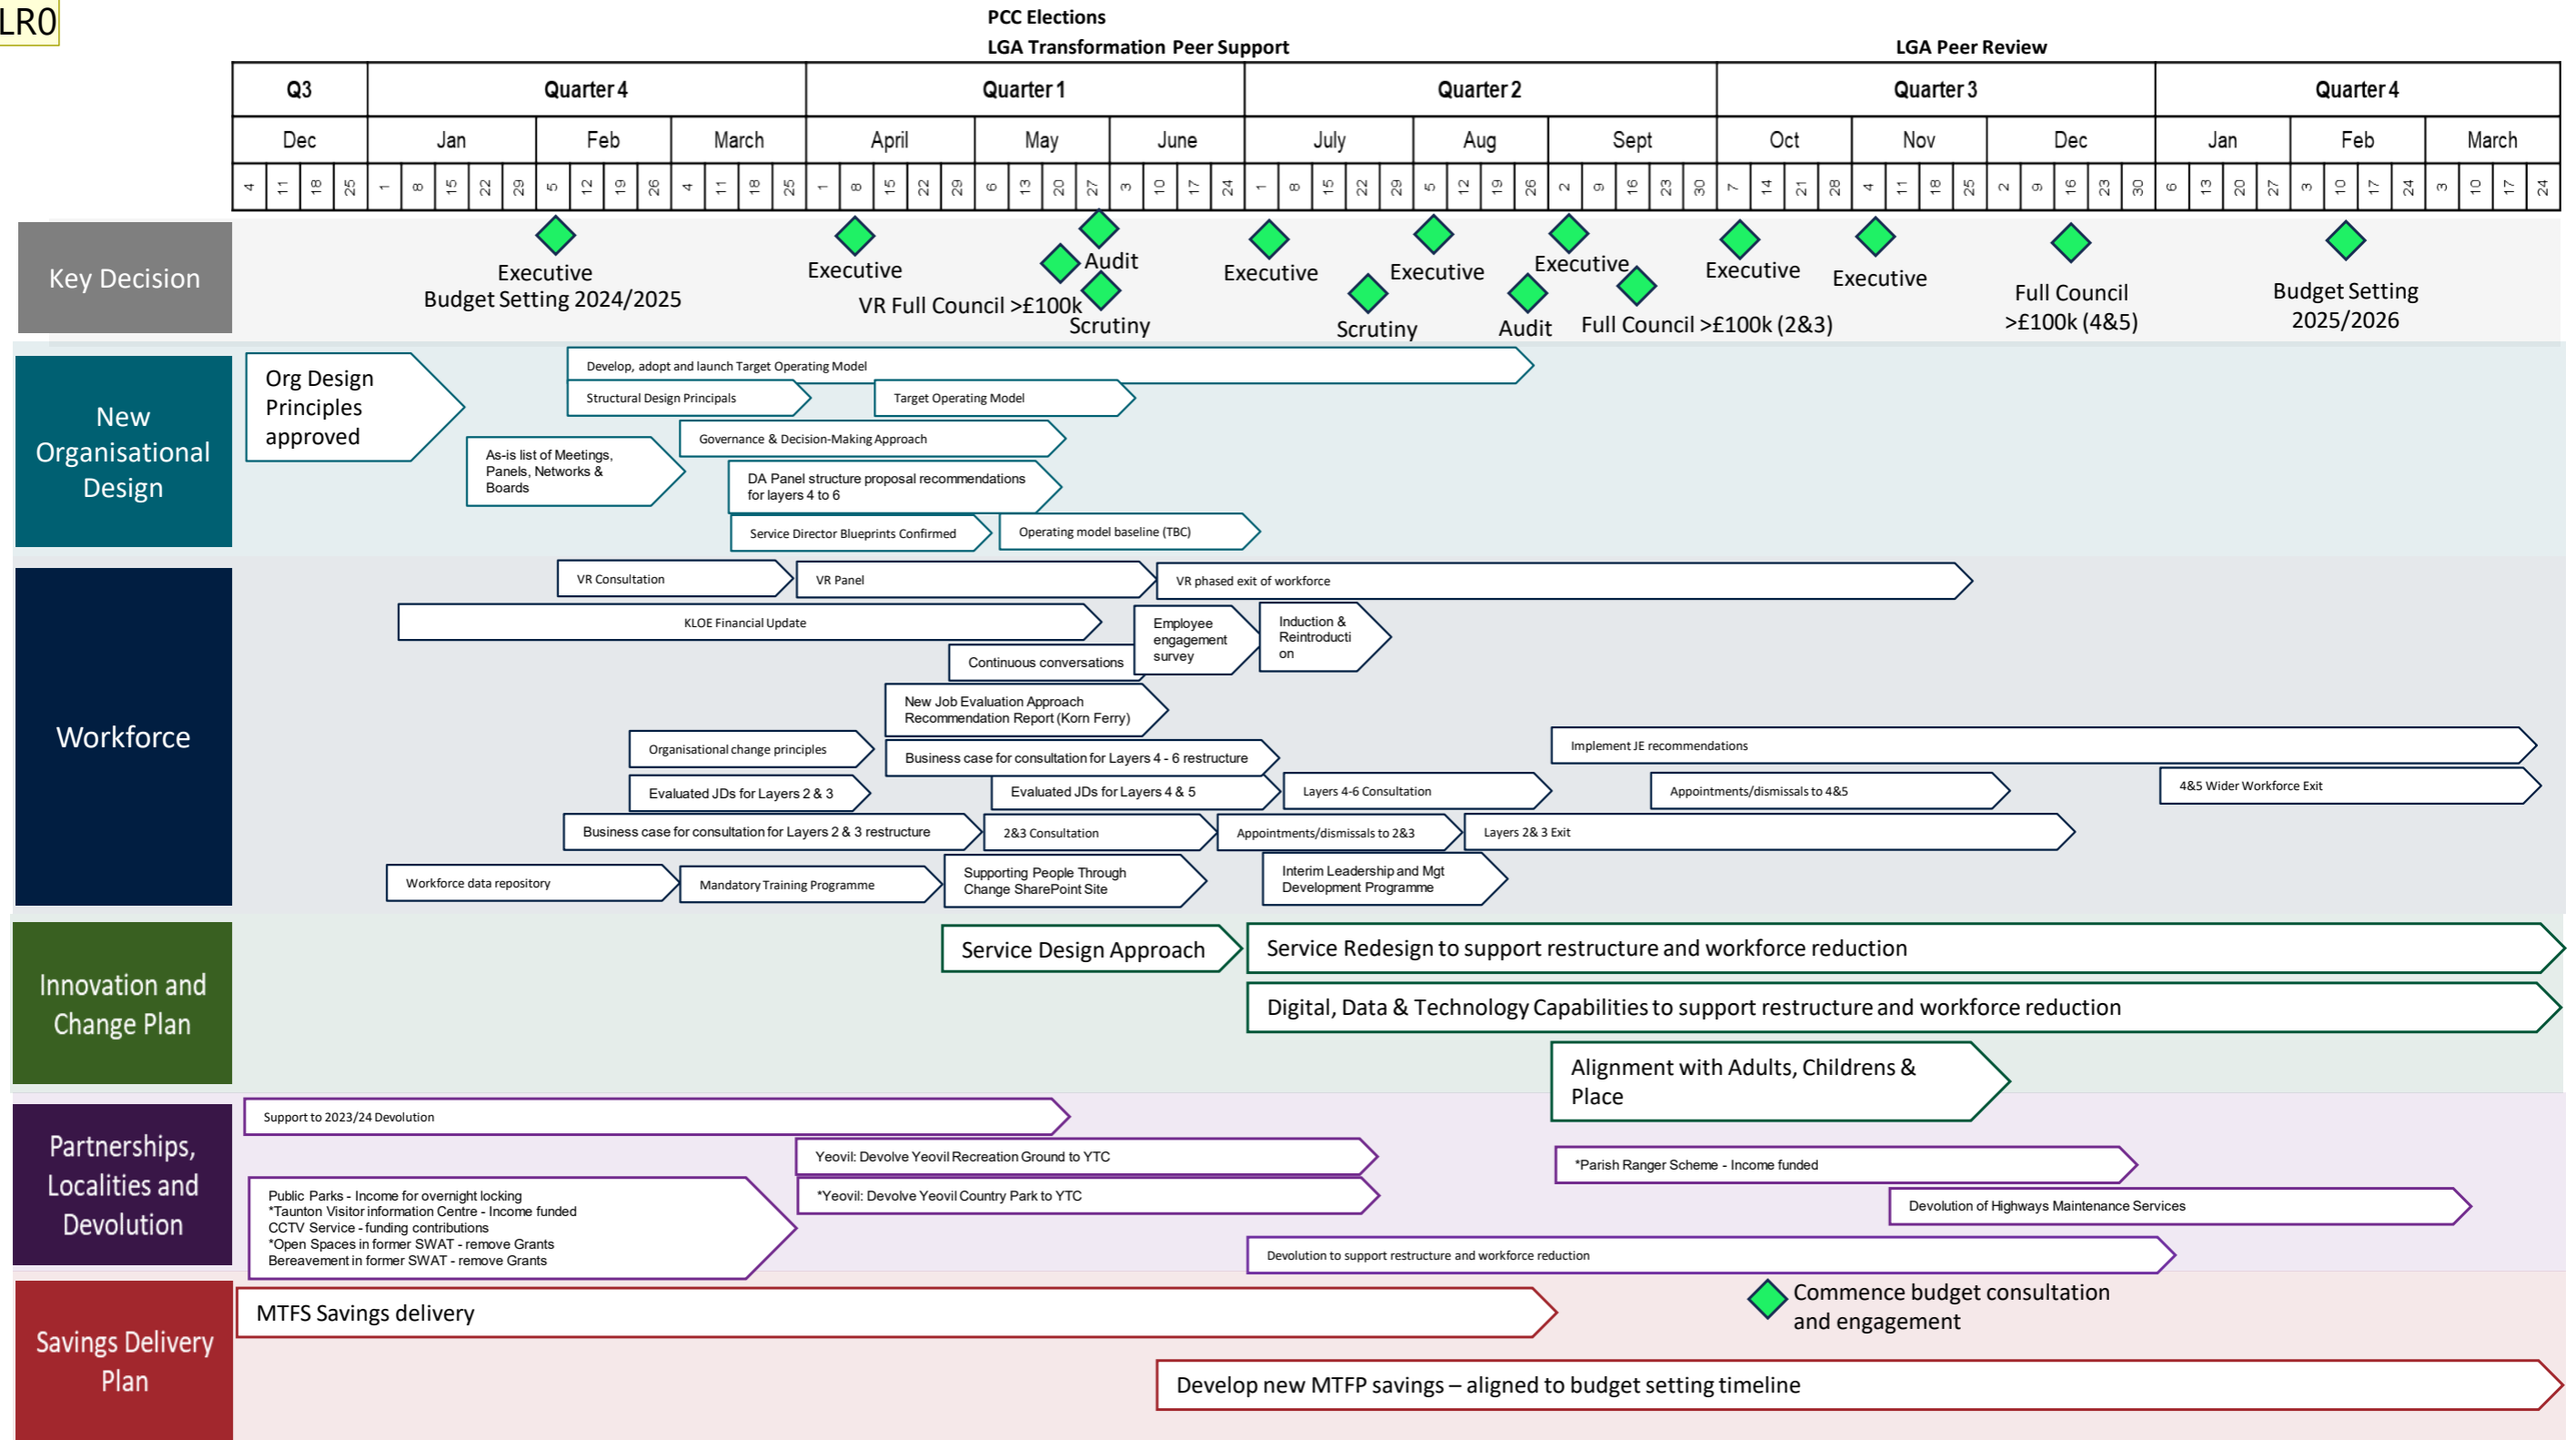 LR0
PCC Elections
LGA Transformation Peer Support
LGA Peer Review
Q3 Quarter 4 Quarter 1 Quarter 2 Quarter 3 Quarter 4
Dec Jan Feb March April May June July Aug Sept Oct Nov Dec Jan Feb March
4 11 18 25 1 8 15 22 29 5 12 19 26 4 11 18 25 1 8 15 22 29 6 13 20 27 3 10 17 24 1 8 15 22 29 5 12 19 26 2 9 16 23 30 7 14 21 28 4 11 18 25 2 9 16 23 30 6 13 20 27 3 10 17 24 3 10 17 24
Key Decision
Executive
Budget Setting 2024/2025
Executive
VR Full Council >£100k
Audit
Scrutiny
Executive
Scrutiny
Executive
Audit
Executive
Full Council >£100k (2&3)
Executive
Executive
Full Council
>£100k (4&5)
Budget Setting
2025/2026
New
Organisational
Design
Org Design
Principles
approved
Develop, adopt and launch Target Operating Model
Structural Design Principals
Target Operating Model
Governance & Decision-Making Approach
As-is list of Meetings,
Panels, Networks &
Boards
DA Panel structure proposal recommendations
for layers 4 to 6
Service Director Blueprints Confirmed
Operating model baseline (TBC)
Workforce
VR Consultation
VR Panel
VR phased exit of workforce
KLOE Financial Update
Employee
engagement
survey
Induction &
Reintroducti
on
Continuous conversations
New Job Evaluation Approach
Recommendation Report (Korn Ferry)
Organisational change principles
Business case for consultation for Layers 4 - 6 restructure
Implement JE recommendations
Evaluated JDs for Layers 2 & 3
Evaluated JDs for Layers 4 & 5
Layers 4-6 Consultation
Appointments/dismissals to 4&5
4&5 Wider Workforce Exit
Business case for consultation for Layers 2 & 3 restructure
2&3 Consultation
Appointments/dismissals to 2&3
Layers 2& 3 Exit
Workforce data repository
Mandatory Training Programme
Supporting People Through
Change SharePoint Site
Interim Leadership and Mgt
Development Programme
Innovation and
Change Plan
Service Design Approach
Service Redesign to support restructure and workforce reduction
Digital, Data & Technology Capabilities to support restructure and workforce reduction
Alignment with Adults, Childrens &
Place
Partnerships,
Localities and
Devolution
Support to 2023/24 Devolution
Yeovil: Devolve Yeovil Recreation Ground to YTC
*Yeovil: Devolve Yeovil Country Park to YTC
*Parish Ranger Scheme - Income funded
Public Parks - Income for overnight locking
*Taunton Visitor information Centre - Income funded
CCTV Service - funding contributions
*Open Spaces in former SWAT - remove Grants
Bereavement in former SWAT - remove Grants
Devolution of Highways Maintenance Services
Devolution to support restructure and workforce reduction
Savings Delivery
Plan
MTFS Savings delivery
Commence budget consultation
and engagement
Develop new MTFP savings – aligned to budget setting timeline